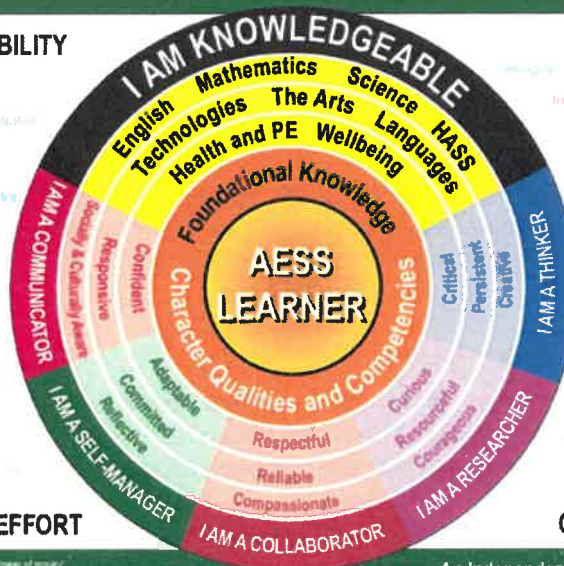 BILITY
I AM KNOWLEDGEABLE
English Mathematics Science HASS
Technologies The Arts Languages
Health and PE Wellbeing
Foundational Knowledge
AESS
LEARNER
Character Qualities and Competencies
I AM A COMMUNICATOR
Socially & Culturally Aware
Responsive
Confident
Critical
Persistent
Creative
I AM A THINKER
Adaptable
Committed
Reflective
I AM A SELF-MANAGER
Respectful
Reliable
Compassionate
I AM A COLLABORATOR
Curious
Resourceful
Courageous
I AM A RESEARCHER
EFFORT